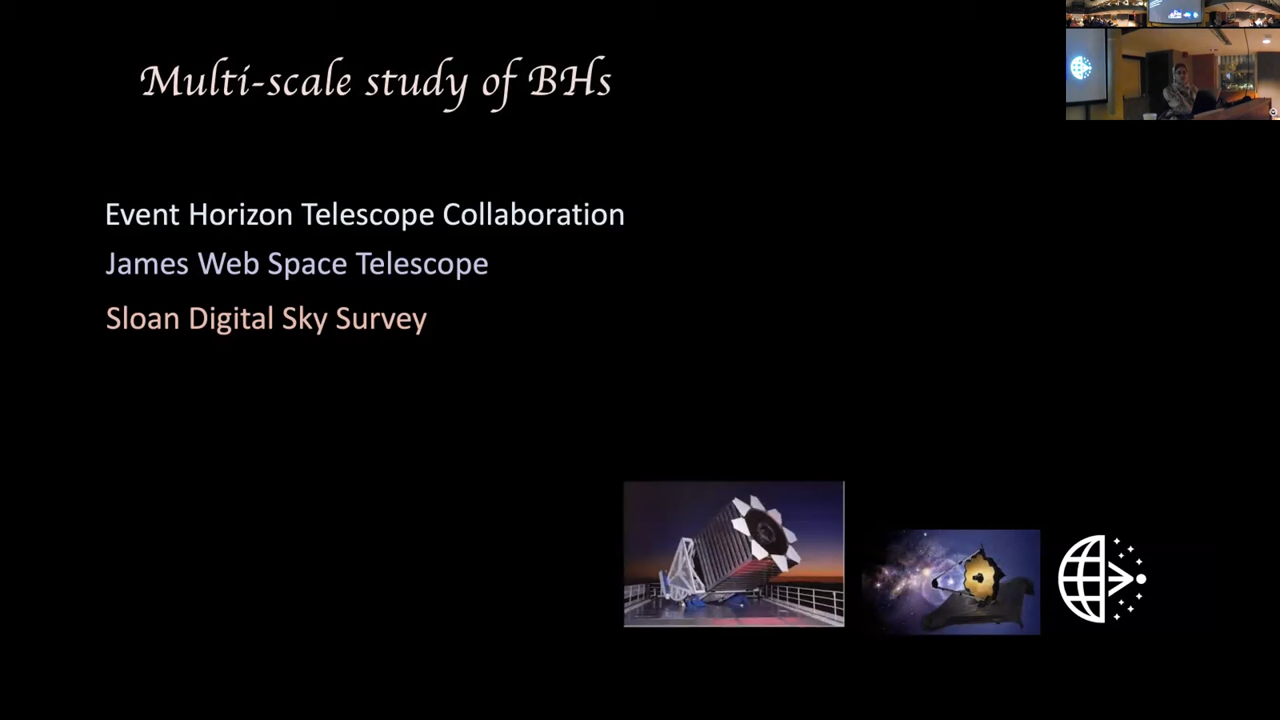 Multi-scale study of BHs
Event Horizon Telescope Collaboration
James Web Space Telescope
Sloan Digital Sky Survey